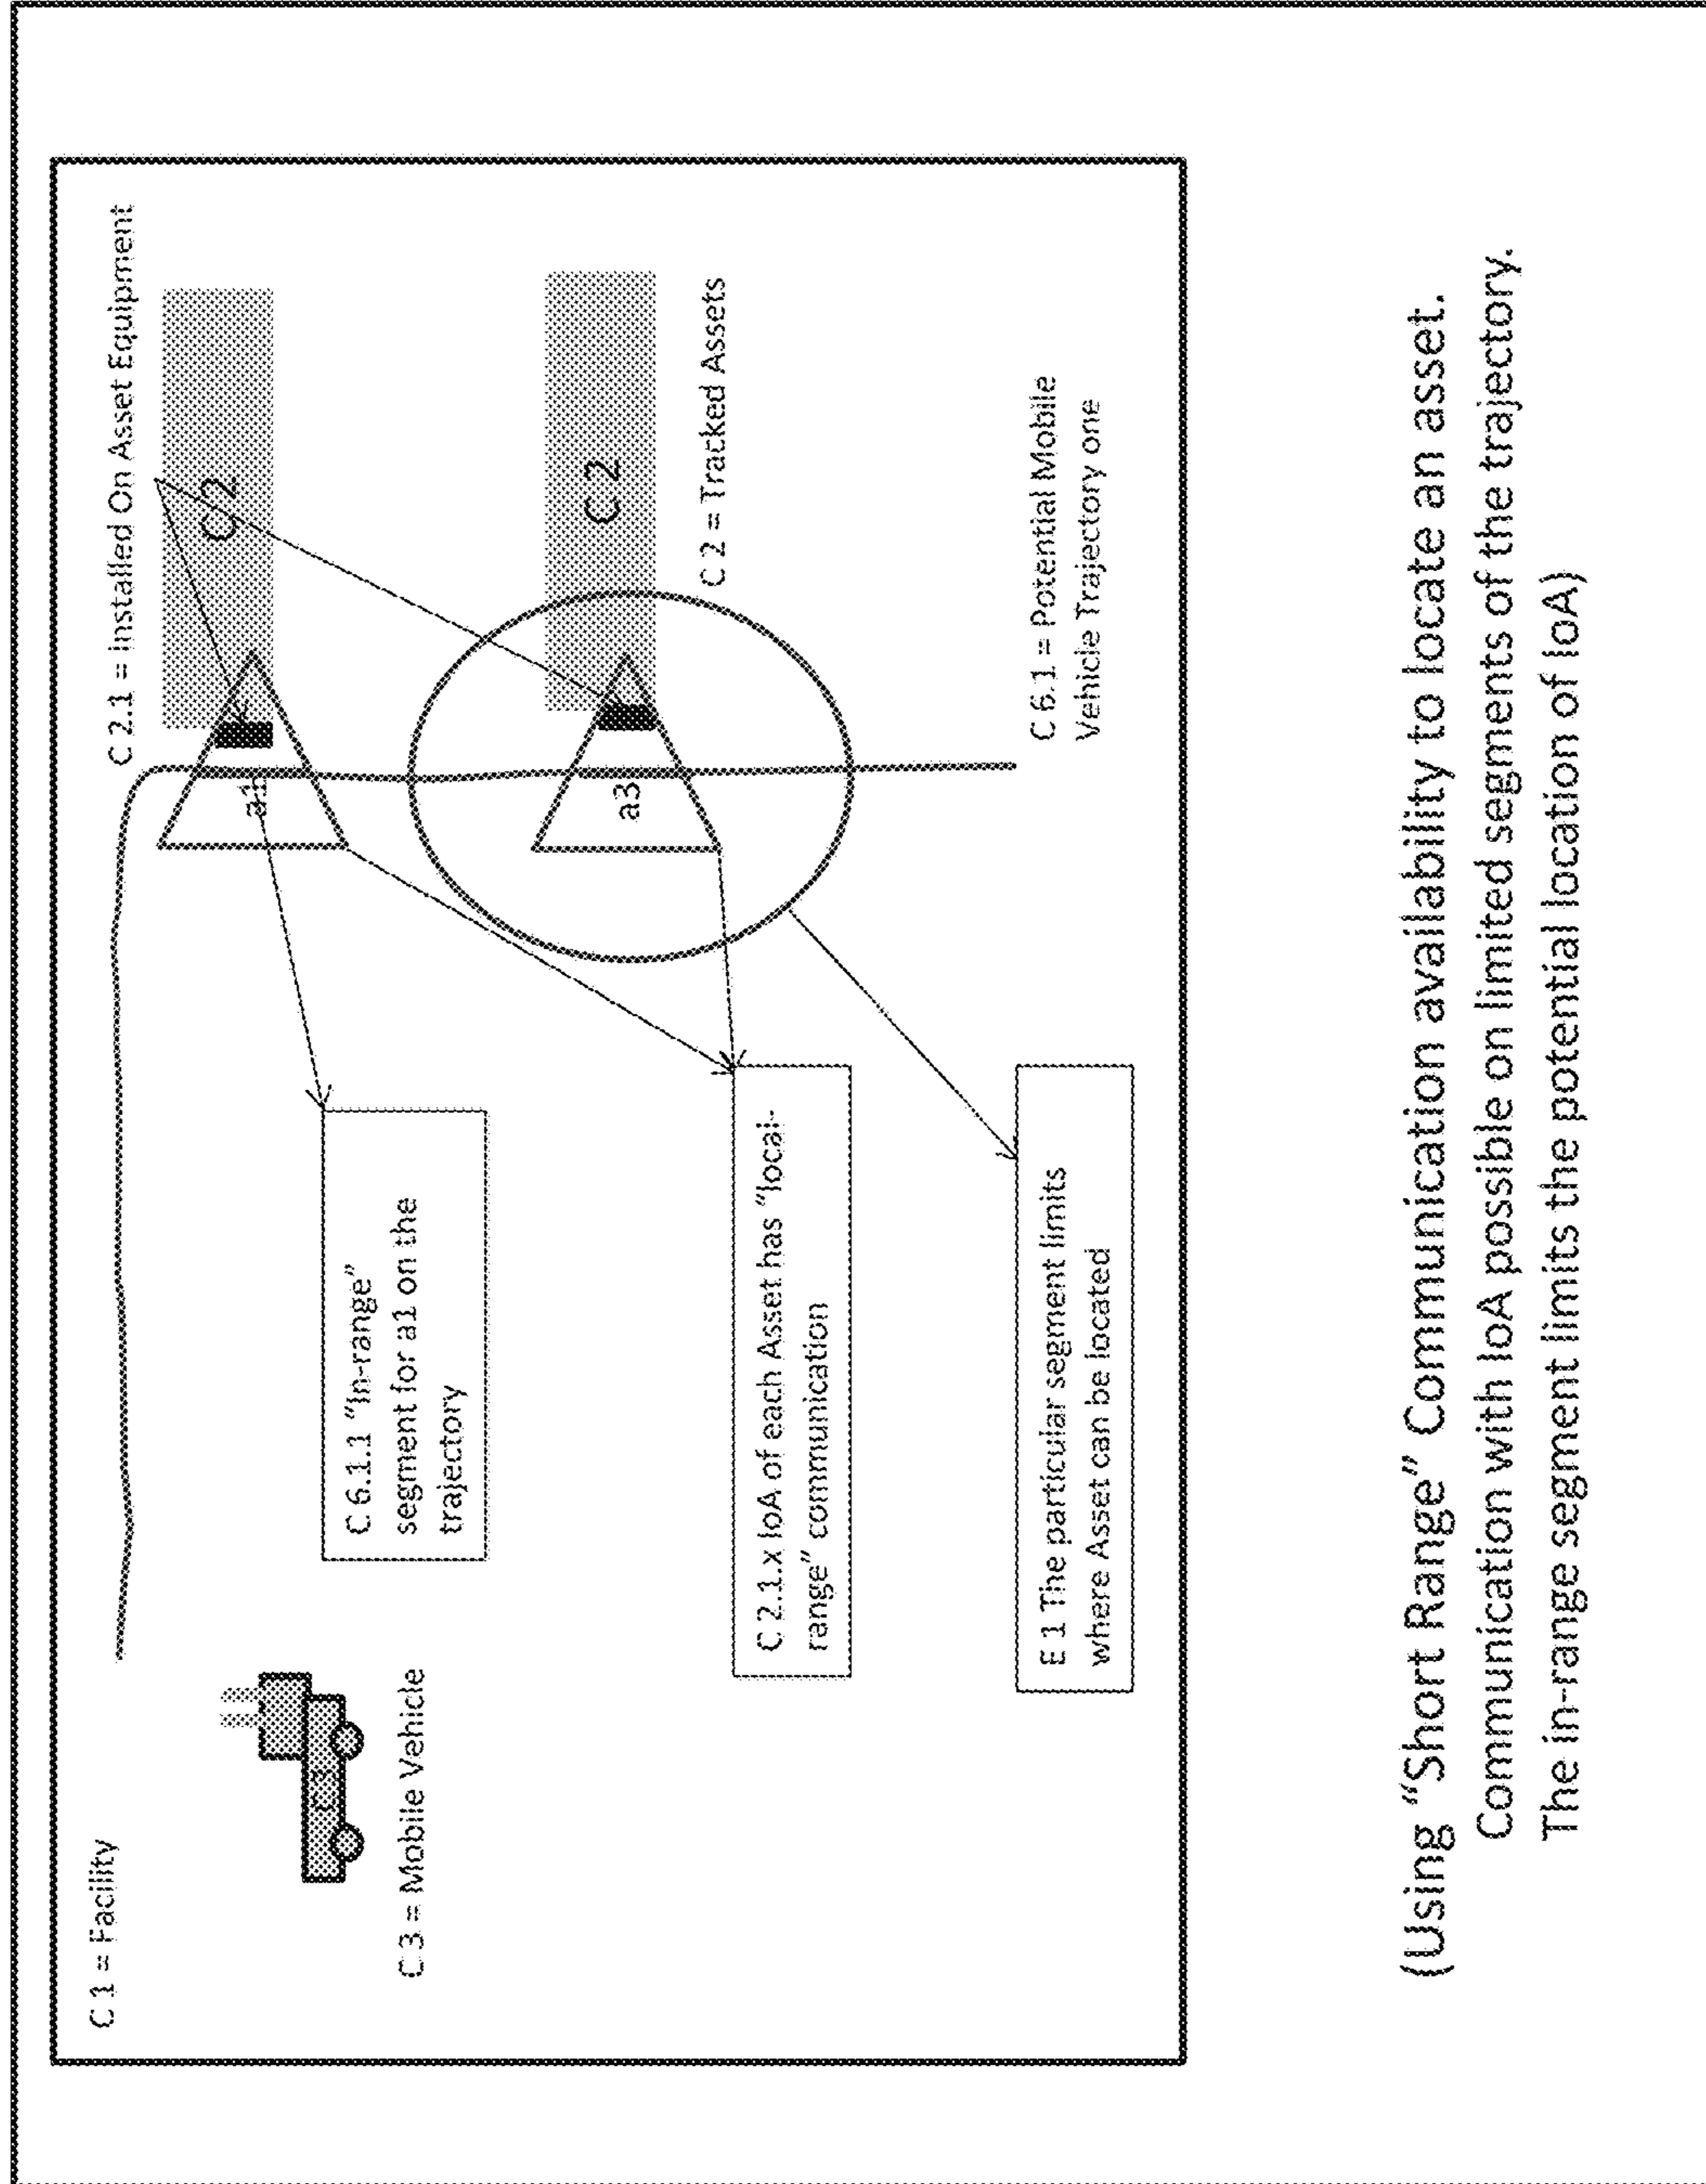 C 1 = Facility
C 2.1 = Installed On Asset Equipment
C 3
C 3 = Mobile Vehicle
a1
C 2
C 6.1.1 "In-range"
segment for a1 on the
trajectory
a3
C 2
C 2 = Tracked Assets
C 2.1.x IoA of each Asset has "local-
range" communication
E 1 The particular segment limits
where Asset can be located
C 6.1 = Potential Mobile
Vehicle Trajectory one
(Using "Short Range" Communication availability to locate an asset.
Communication with IoA possible on limited segments of the trajectory.
The in-range segment limits the potential location of IoA)